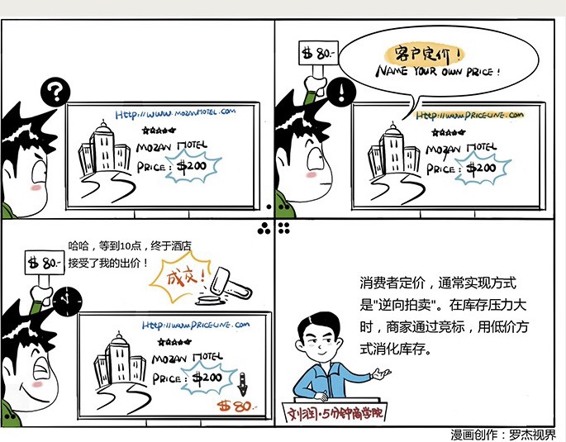 ?
Http://www.mozanmotel.com
MOZAN MOTEL
PRICE: $200
$80.-
客户定价!
NAME YOUR OWN PRICE!
!
Http://www.priceline.com
MOZAN MOTEL
PRICE: $200
哈哈，等到10点，终于酒店
接受了我的出价！
$80.-
成交!
Http://www.priceline.com
MOZAN MOTEL
PRICE: $200
$80.-
消费者定价，通常实现方式
是"逆向拍卖"。在库存压力大
时，商家通过竞标，用低价方
式消化库存。
刘润·5分钟商学院
漫画创作：罗杰视界